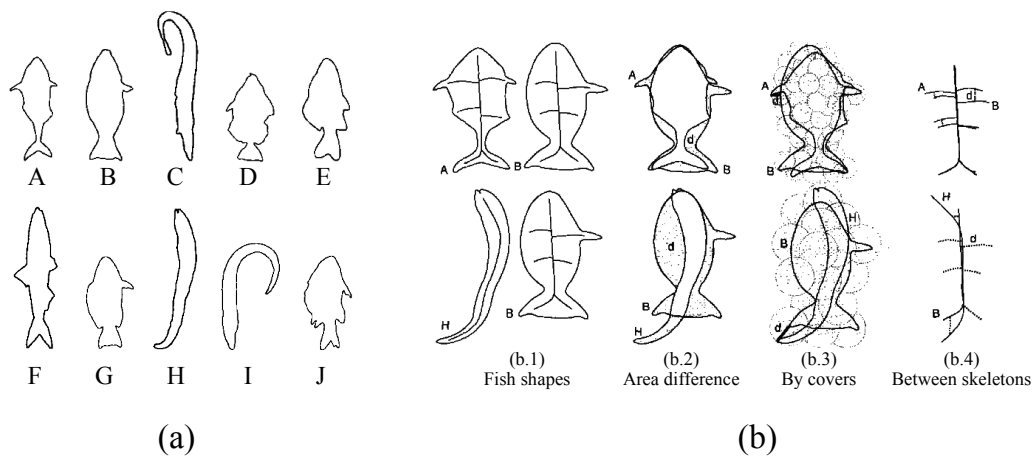 A B C D E
F G H I J
(a)
A B
A B d
A B d
A B d
H B
H B d
H B d
H B d
(b.1) (b.2) (b.3) (b.4)
Fish shapes Area difference By covers Between skeletons
(b)